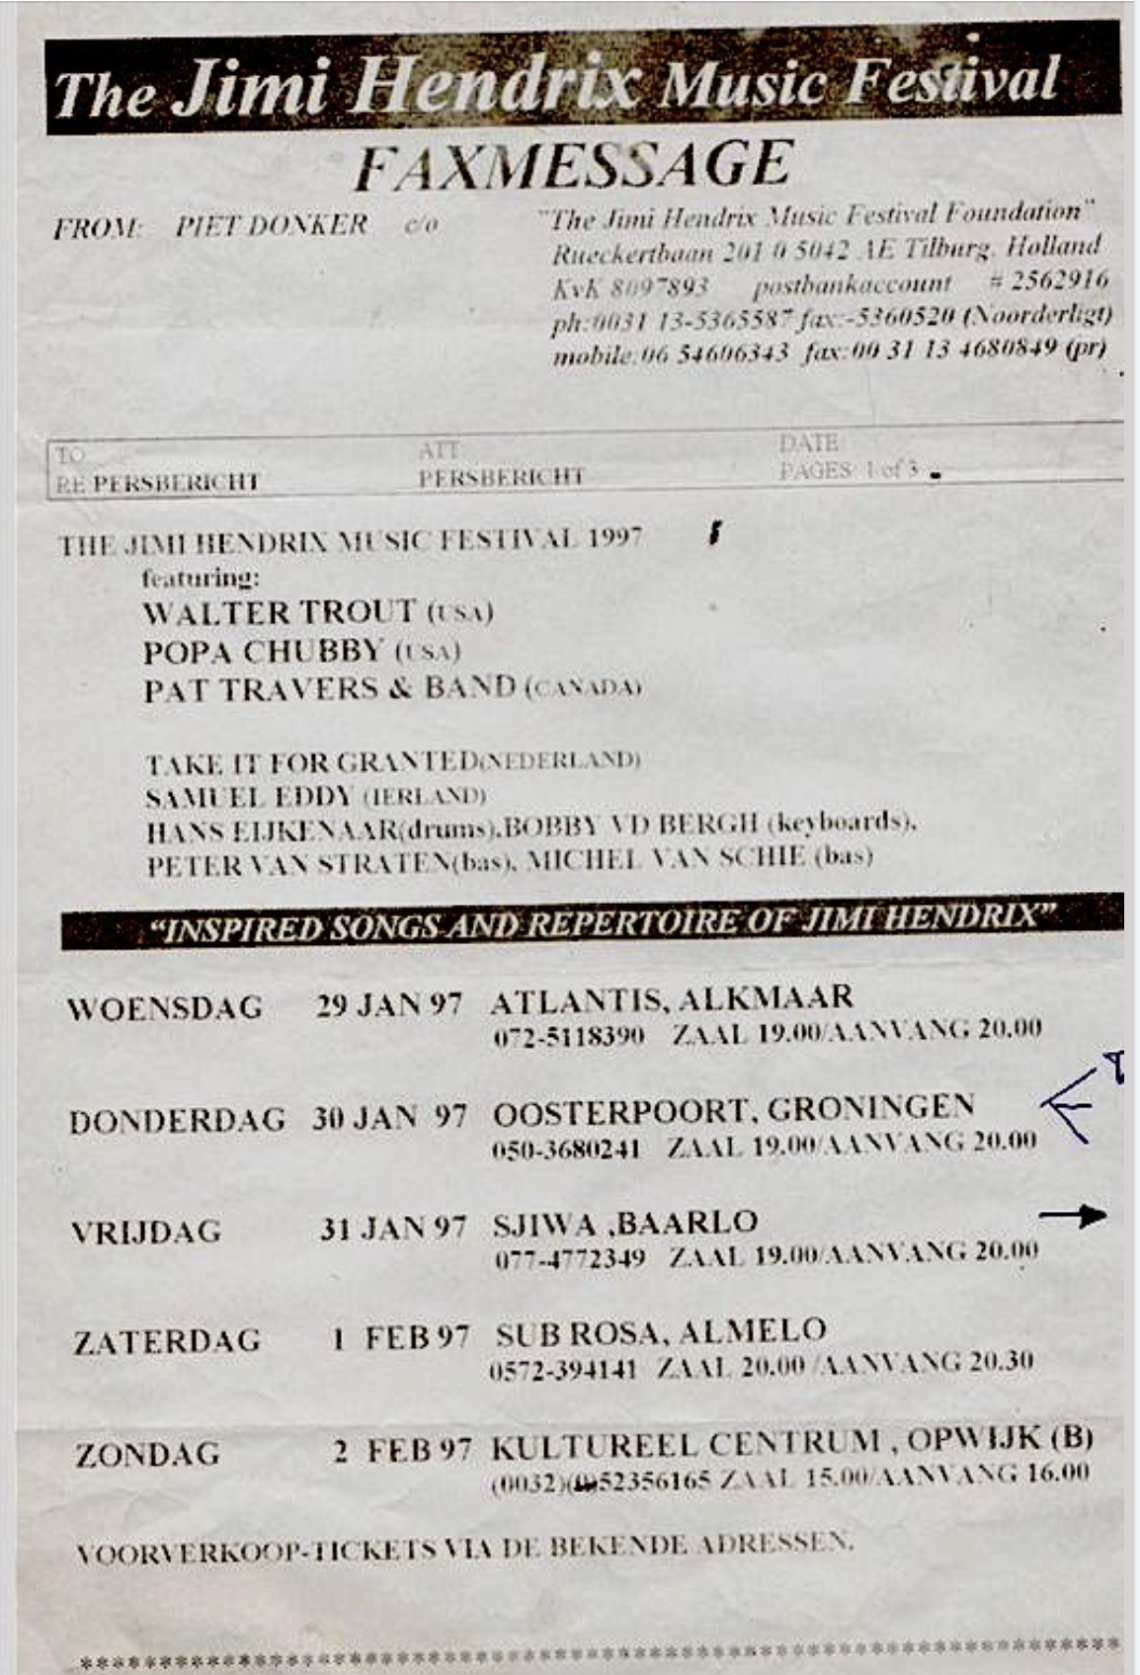 The Jimi Hendrix Music Festival
FAXMESSAGE
FROM: PIET DONKER c/o "The Jimi Hendrix Music Festival Foundation"
Rueckertbaan 201 0 5042 AE Tilburg, Holland
KvK 8097893 postbankaccount # 2562916
ph:0031 13-5365587 fax:-5360520 (Noorderligt)
mobile:06 54606343 fax:00 31 13 4680849 (pr)
TO ATT DATE
RE PERSBERICHT PERSBERICHT PAGES: 1 of 3
THE JIMI HENDRIX MUSIC FESTIVAL 1997
featuring:
WALTER TROUT (USA)
POPA CHUBBY (USA)
PAT TRAVERS & BAND (CANADA)
TAKE IT FOR GRANTED(NEDERLAND)
SAMUEL EDDY (IERLAND)
HANS EIJKENAAR(drums),BOBBY VD BERGH (keyboards),
PETER VAN STRATEN(bas), MICHEL VAN SCHIE (bas)
"INSPIRED SONGS AND REPERTOIRE OF JIMI HENDRIX"
WOENSDAG 29 JAN 97 ATLANTIS, ALKMAAR
072-5118390 ZAAL 19.00/AANVANG 20.00
DONDERDAG 30 JAN 97 OOSTERPOORT, GRONINGEN
050-3680241 ZAAL 19.00/AANVANG 20.00
VRIJDAG 31 JAN 97 SJIWA ,BAARLO
077-4772349 ZAAL 19.00/AANVANG 20.00
ZATERDAG 1 FEB 97 SUB ROSA, ALMELO
0572-394141 ZAAL 20.00 /AANVANG 20.30
ZONDAG 2 FEB 97 KULTUREEL CENTRUM , OPWIJK (B)
(0032)(0)52356165 ZAAL 15.00/AANVANG 16.00
VOORVERKOOP-TICKETS VIA DE BEKENDE ADRESSEN.